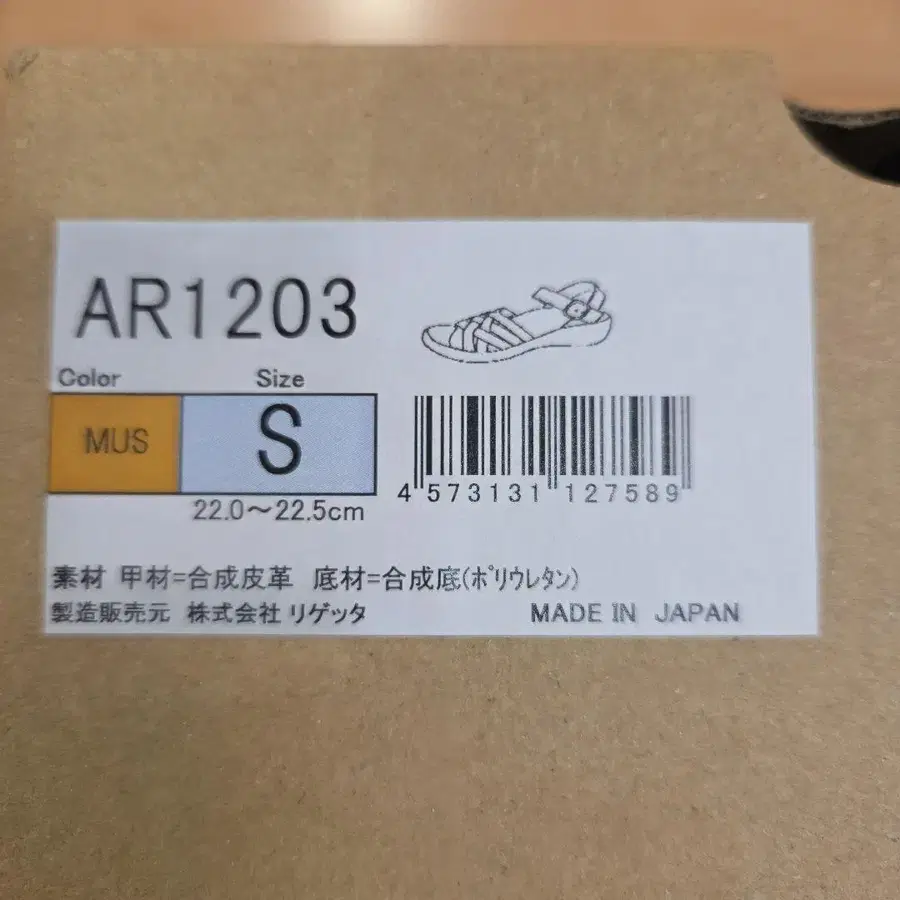 AR1203
Color Size
MUS S
22.0～22.5cm
4 573131 127589
素材 甲材=合成皮革 底材=合成底(ﾎﾟﾘｳﾚﾀﾝ)
製造販売元 株式会社 リゲッタ MADE IN JAPAN